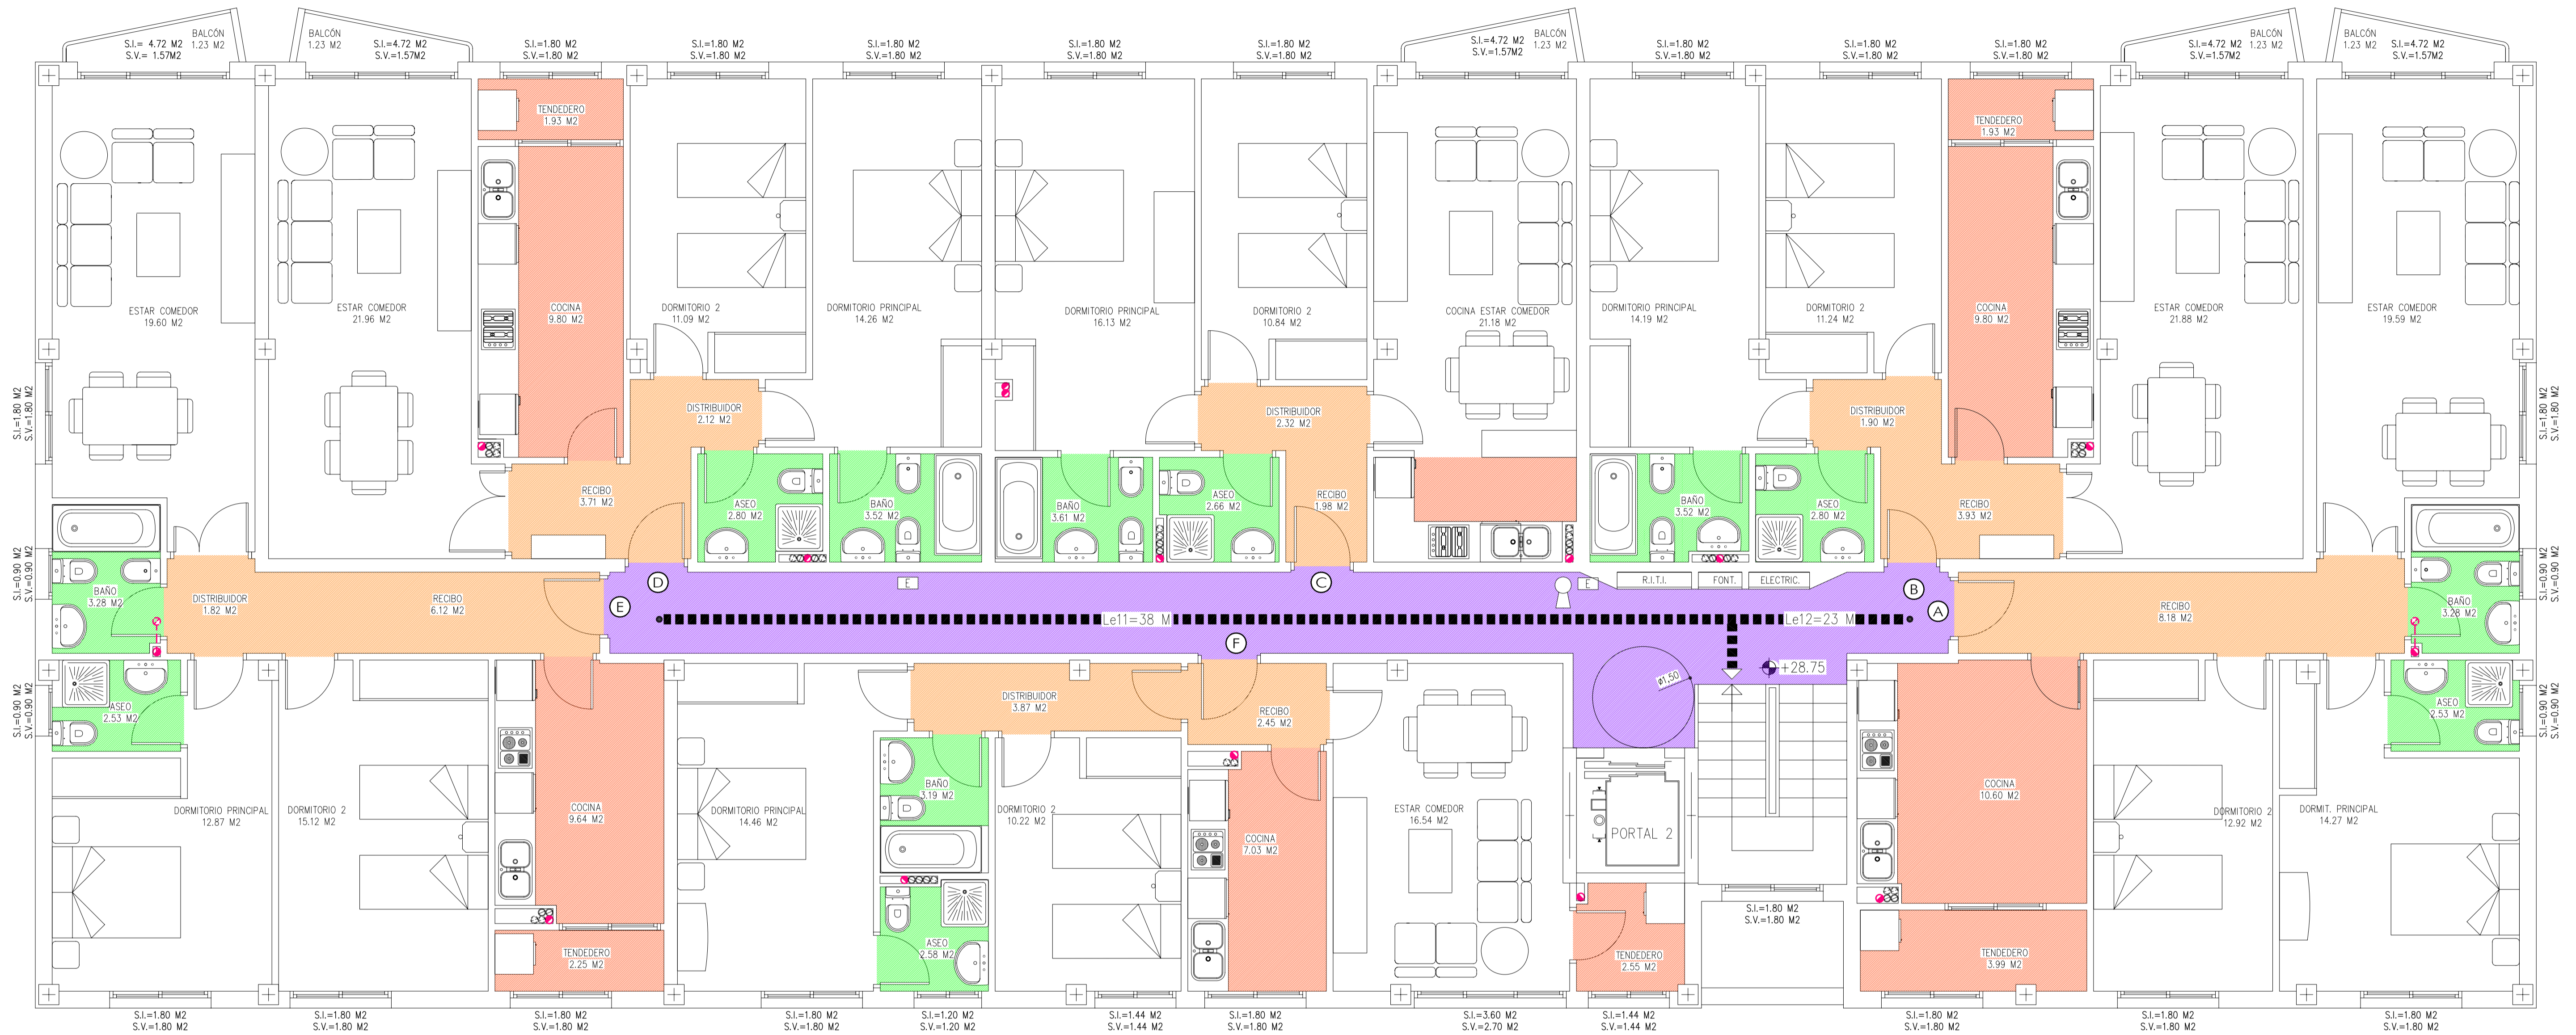 BALCÓN
1.23 M2
S.I.= 4.72 M2
S.V.= 1.57M2
BALCÓN
1.23 M2
S.I.=4.72 M2
S.V.=1.57M2
S.I.=1.80 M2
S.V.=1.80 M2
S.I.=1.80 M2
S.V.=1.80 M2
S.I.=1.80 M2
S.V.=1.80 M2
S.I.=1.80 M2
S.V.=1.80 M2
S.I.=1.80 M2
S.V.=1.80 M2
S.I.=4.72 M2
S.V.=1.57M2
BALCÓN
1.23 M2
S.I.=1.80 M2
S.V.=1.80 M2
S.I.=1.80 M2
S.V.=1.80 M2
S.I.=1.80 M2
S.V.=1.80 M2
S.I.=4.72 M2
S.V.=1.57M2
BALCÓN
1.23 M2
BALCÓN
1.23 M2
S.I.=4.72 M2
S.V.=1.57M2
TENDEDERO
1.93 M2
TENDEDERO
1.93 M2
ESTAR COMEDOR
19.60 M2
ESTAR COMEDOR
21.96 M2
COCINA
9.80 M2
DORMITORIO 2
11.09 M2
DORMITORIO PRINCIPAL
14.26 M2
DORMITORIO PRINCIPAL
16.13 M2
DORMITORIO 2
10.84 M2
COCINA ESTAR COMEDOR
21.18 M2
DORMITORIO PRINCIPAL
14.19 M2
DORMITORIO 2
11.24 M2
COCINA
9.80 M2
ESTAR COMEDOR
21.88 M2
ESTAR COMEDOR
19.59 M2
S.I.=1.80 M2
S.V.=1.80 M2
DISTRIBUIDOR
2.12 M2
DISTRIBUIDOR
2.32 M2
DISTRIBUIDOR
1.90 M2
S.I.=1.80 M2
S.V.=1.80 M2
RECIBO
3.71 M2
ASEO
2.80 M2
BAÑO
3.52 M2
BAÑO
3.61 M2
ASEO
2.66 M2
RECIBO
1.98 M2
BAÑO
3.52 M2
ASEO
2.80 M2
RECIBO
3.93 M2
S.I.=0.90 M2
S.V.=0.90 M2
BAÑO
3.28 M2
DISTRIBUIDOR
1.82 M2
RECIBO
6.12 M2
E
D
E
C
E
R.I.T.I.
FONT.
ELECTRIC.
B
A
RECIBO
8.18 M2
BAÑO
3.28 M2
S.I.=0.90 M2
S.V.=0.90 M2
Le11=38 M
Le12=23 M
F
+28.75
ø1,50
S.I.=0.90 M2
S.V.=0.90 M2
ASEO
2.53 M2
DISTRIBUIDOR
3.87 M2
RECIBO
2.45 M2
ASEO
2.53 M2
S.I.=0.90 M2
S.V.=0.90 M2
DORMITORIO PRINCIPAL
12.87 M2
DORMITORIO 2
15.12 M2
COCINA
9.64 M2
DORMITORIO PRINCIPAL
14.46 M2
BAÑO
3.19 M2
DORMITORIO 2
10.22 M2
COCINA
7.03 M2
ESTAR COMEDOR
16.54 M2
PORTAL 2
COCINA
10.60 M2
DORMITORIO 2
12.92 M2
DORMIT. PRINCIPAL
14.27 M2
TENDEDERO
2.25 M2
ASEO
2.58 M2
TENDEDERO
2.55 M2
S.I.=1.80 M2
S.V.=1.80 M2
TENDEDERO
3.99 M2
S.I.=1.80 M2
S.V.=1.80 M2
S.I.=1.80 M2
S.V.=1.80 M2
S.I.=1.80 M2
S.V.=1.80 M2
S.I.=1.80 M2
S.V.=1.80 M2
S.I.=1.20 M2
S.V.=1.20 M2
S.I.=1.44 M2
S.V.=1.44 M2
S.I.=1.80 M2
S.V.=1.80 M2
S.I.=3.60 M2
S.V.=2.70 M2
S.I.=1.44 M2
S.V.=1.44 M2
S.I.=1.80 M2
S.V.=1.80 M2
S.I.=1.80 M2
S.V.=1.80 M2
S.I.=1.80 M2
S.V.=1.80 M2